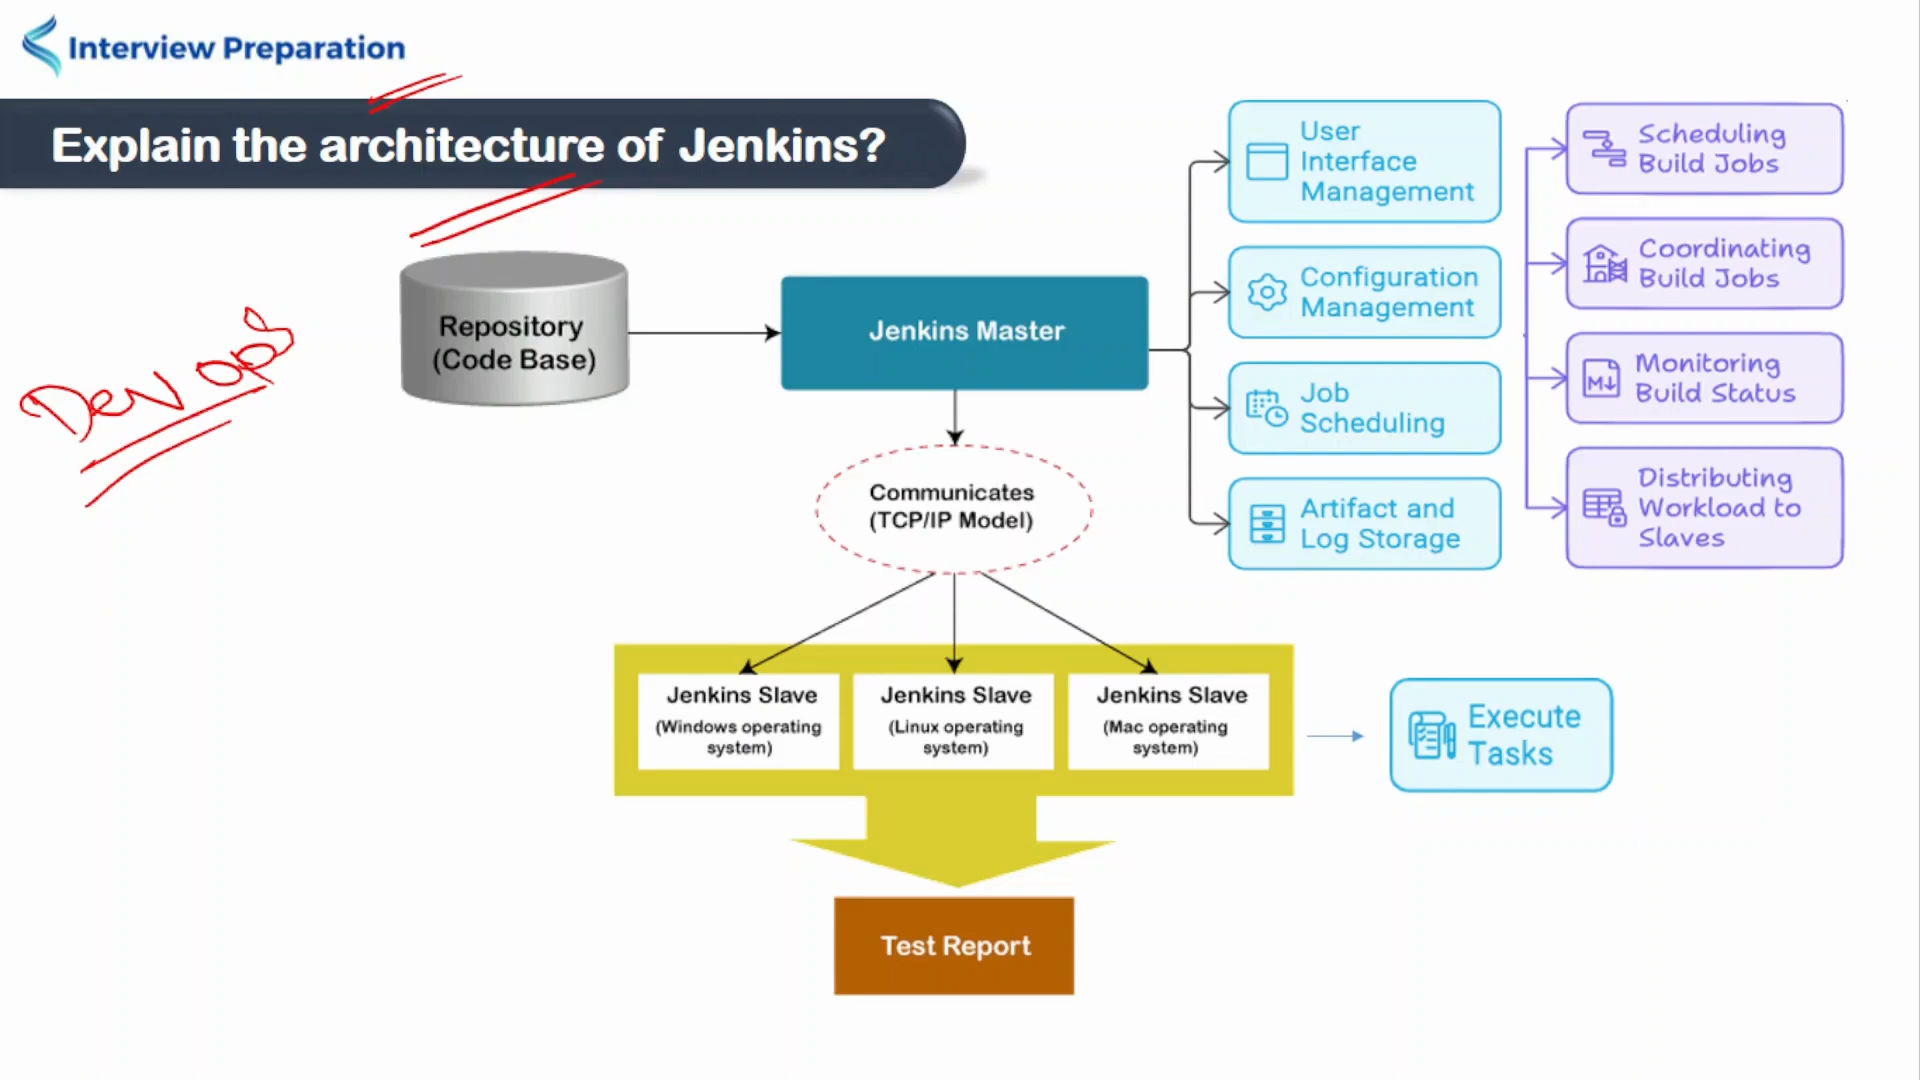 Interview Preparation
Explain the architecture of Jenkins?
Dev ops
Repository
(Code Base)
Jenkins Master
Communicates
(TCP/IP Model)
Jenkins Slave
(Windows operating
system)
Jenkins Slave
(Linux operating
system)
Jenkins Slave
(Mac operating
system)
Test Report
User
Interface
Management
Configuration
Management
Job
Scheduling
Artifact and
Log Storage
Scheduling
Build Jobs
Coordinating
Build Jobs
M↓
Monitoring
Build Status
Distributing
Workload to
Slaves
Execute
Tasks